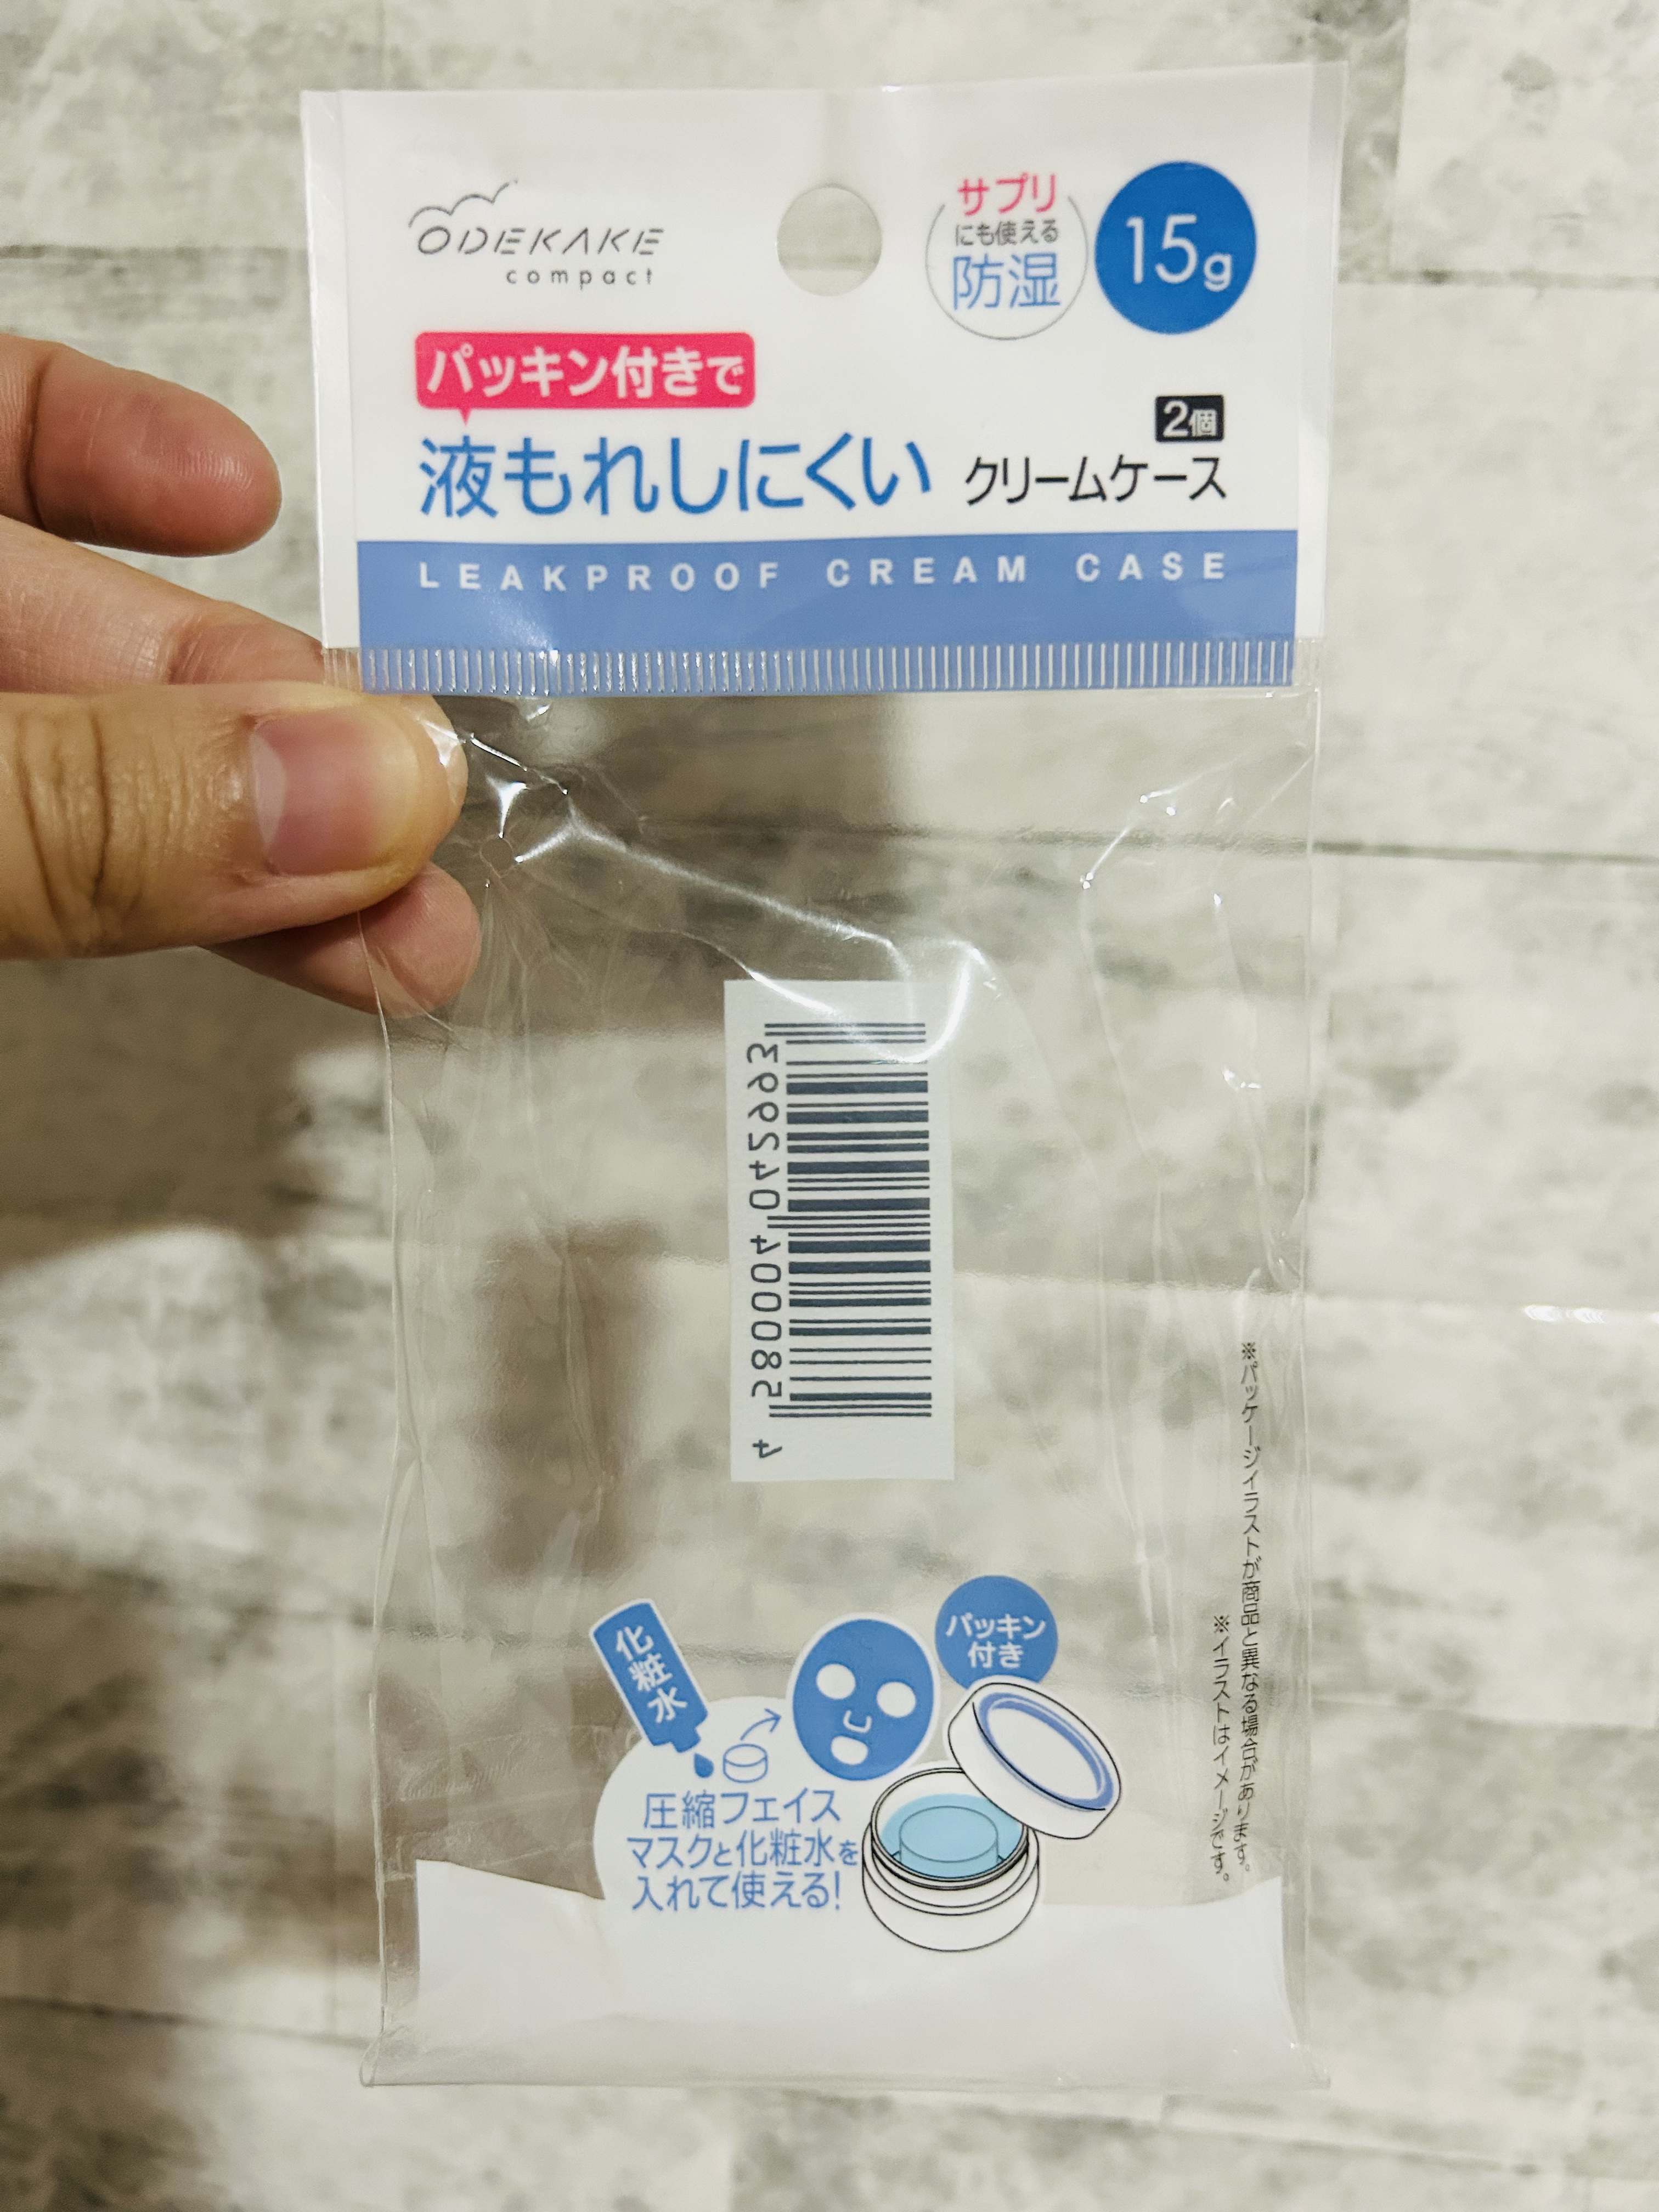 ODEKAKE
compact
サプリ
にも使える
防湿
15g
パッキン付きで
液もれしにくい
2個
クリームケース
LEAKPROOF CREAM CASE
4 580040 042993
※パッケージイラストが商品と異なる場合があります。
※イラストはイメージです。
化粧水
パッキン
付き
圧縮フェイス
マスクと化粧水を
入れて使える!